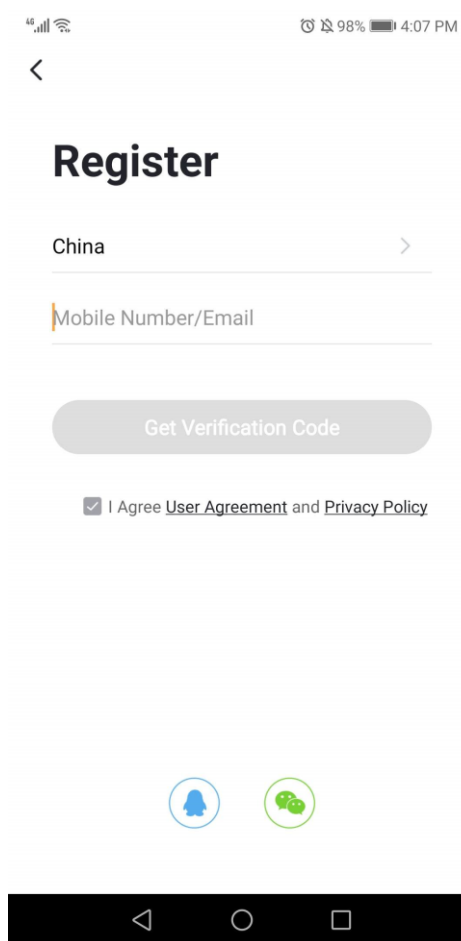 4G 98% 4:07 PM
Register
China
Mobile Number/Email
Get Verification Code
I Agree User Agreement and Privacy Policy